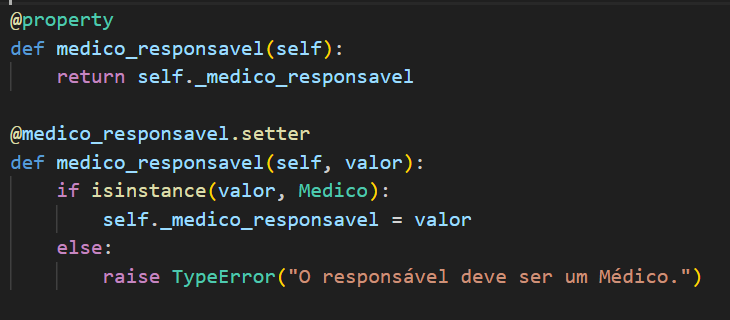 @property
def medico_responsavel(self):
    return self._medico_responsavel
@medico_responsavel.setter
def medico_responsavel(self, valor):
    if isinstance(valor, Medico):
        self._medico_responsavel = valor
    else:
        raise TypeError("O responsável deve ser um Médico.")